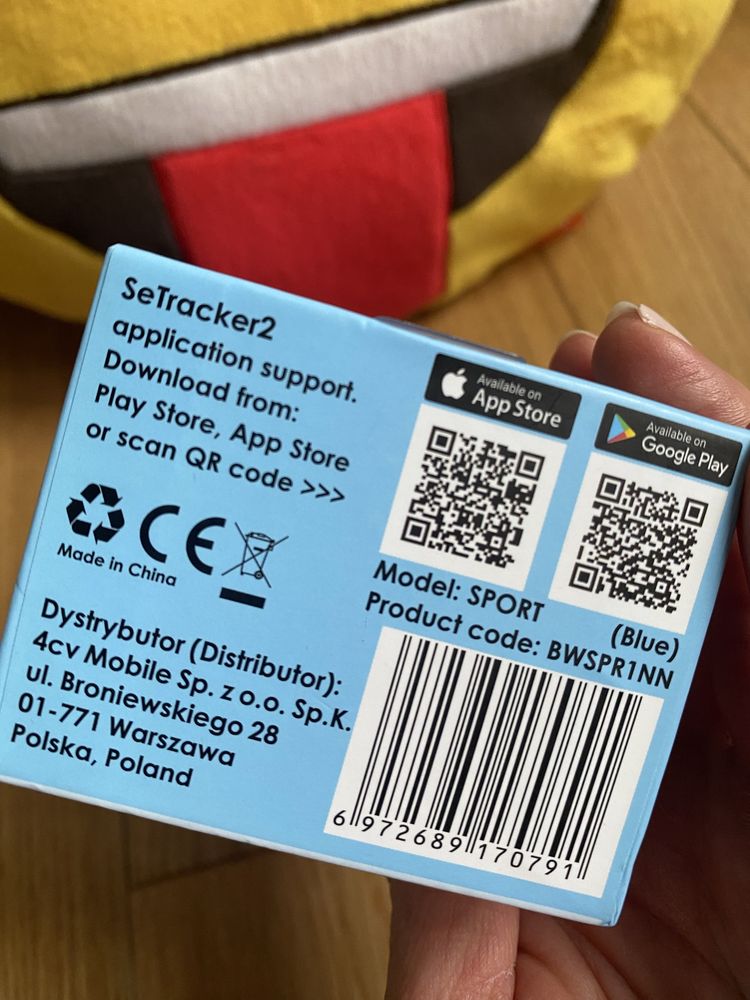 SeTracker2
application support.
Download from:
Play Store, App Store
or scan QR code >>>
Available on
App Store
Available on
Google Play
CE
Made in China
Model: SPORT (Blue)
Product code: BWSPR1NN
Dystrybutor (Distributor):
4cv Mobile Sp. z o.o. Sp.K.
ul. Broniewskiego 28
01-771 Warszawa
Polska, Poland
6 972689 170791